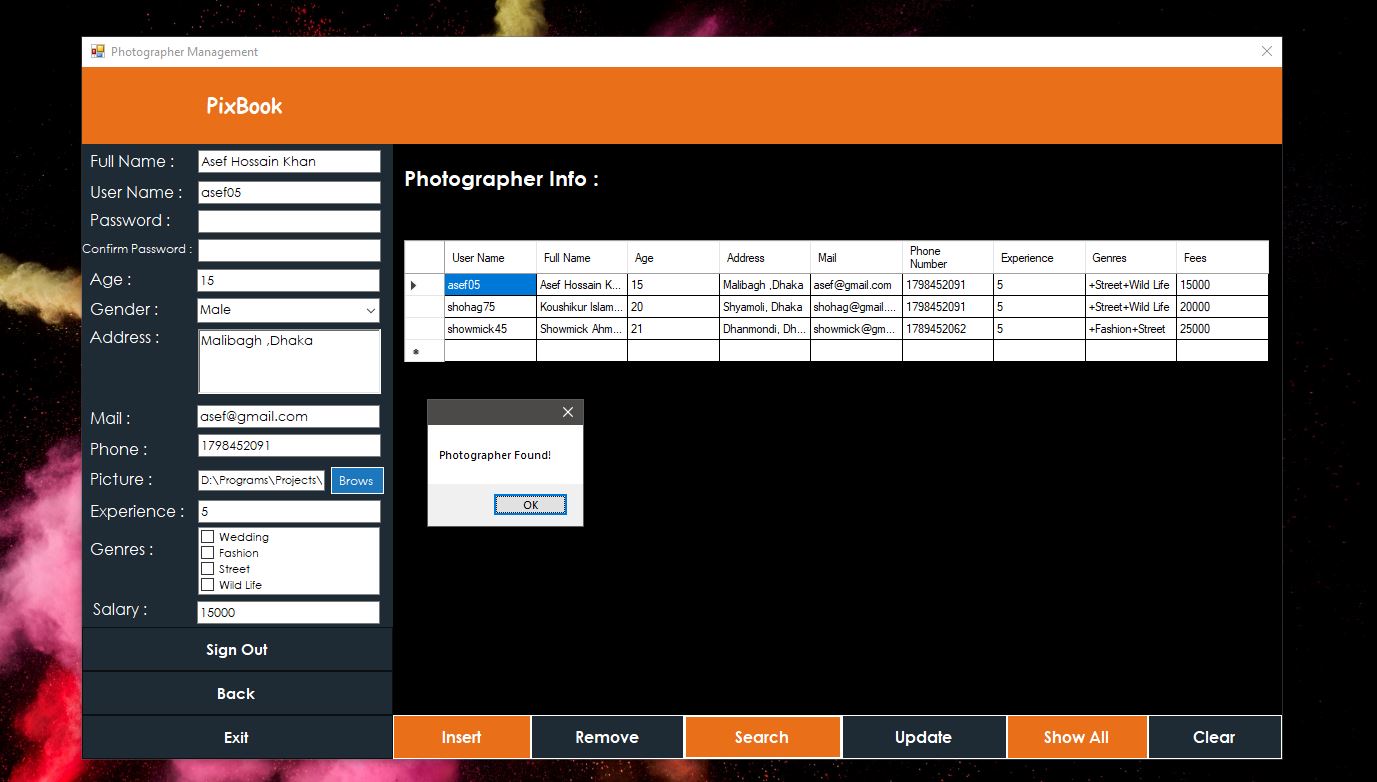 Photographer Management
PixBook
Full Name : Asef Hossain Khan
User Name : asef05
Password :
Confirm Password :
Age : 15
Gender : Male
Address : Malibagh ,Dhaka
Mail : asef@gmail.com
Phone : 1798452091
Picture : D:\Programs\Projects\ Brows
Experience : 5
Genres :
Wedding
Fashion
Street
Wild Life
Salary : 15000
Sign Out
Back
Exit
Photographer Info :
User Name Full Name Age Address Mail Phone Number Experience Genres Fees
asef05 Asef Hossain K... 15 Malibagh ,Dhaka asef@gmail.com 1798452091 5 +Street+Wild Life 15000
shohag75 Koushikur Islam... 20 Shyamoli, Dhaka shohag@gmail.... 1798452091 5 +Street+Wild Life 20000
showmick45 Showmick Ahm... 21 Dhanmondi, Dh... showmick@gm... 1789452062 5 +Fashion+Street 25000
Photographer Found!
OK
Insert Remove Search Update Show All Clear